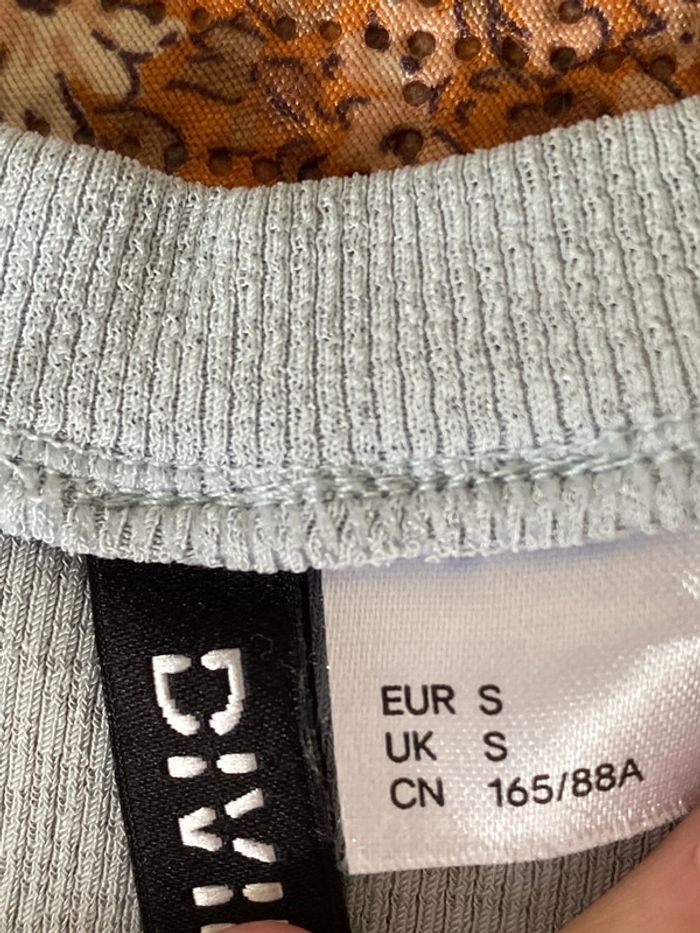 DIVI
EUR S
UK S
CN 165/88A